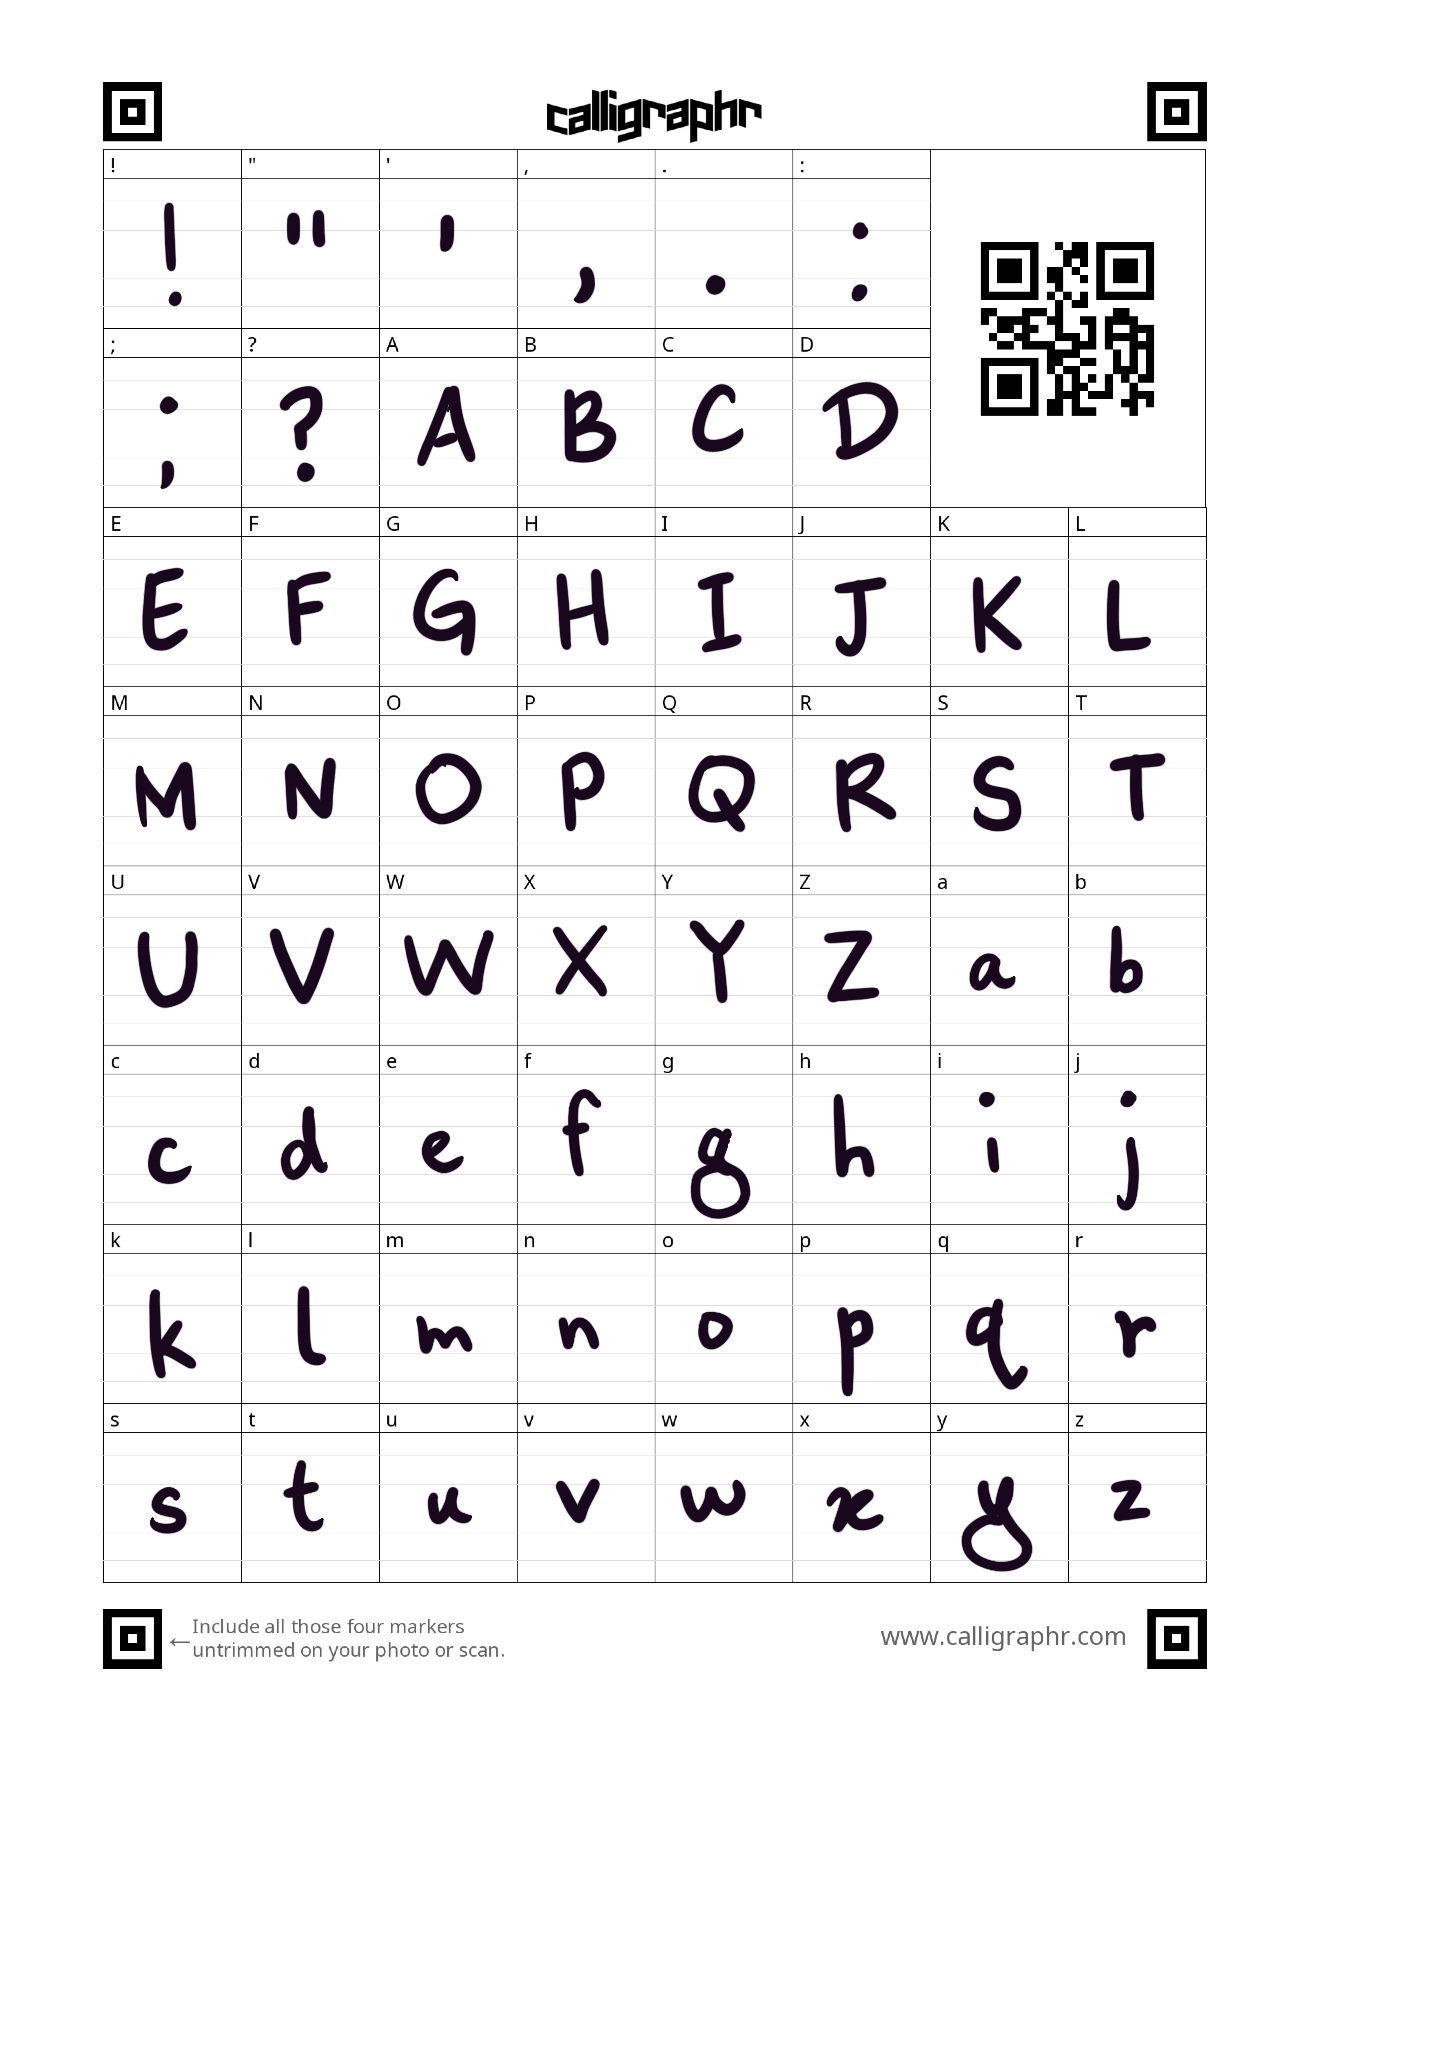 calligraphr
! " ' , . :
! " ' , . :
; ? A B C D
; ? A B C D
E F G H I J K L
E F G H I J K L
M N O P Q R S T
M N O P Q R S T
U V W X Y Z a b
U V W X Y Z a b
c d e f g h i j
c d e f g h i j
k l m n o p q r
k l m n o p q r
s t u v w x y z
s t u v w x y z
←Include all those four markers
untrimmed on your photo or scan.
www.calligraphr.com